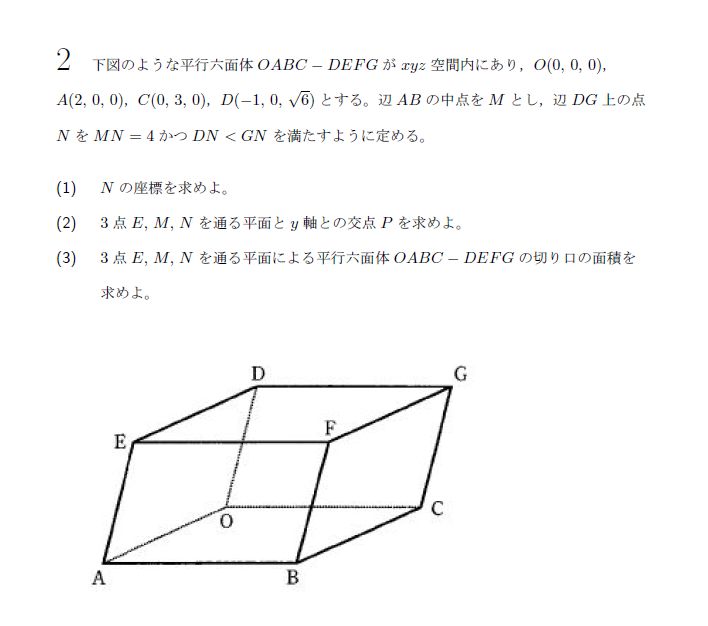 2 下図のような平行六面体 OABC − DEFG が xyz 空間内にあり，O(0, 0, 0)，
A(2, 0, 0)，C(0, 3, 0)，D(−1, 0, √6) とする。辺 AB の中点を M とし，辺 DG 上の点
N を MN = 4 かつ DN < GN を満たすように定める。
(1) N の座標を求めよ。
(2) 3 点 E, M, N を通る平面と y 軸との交点 P を求めよ。
(3) 3 点 E, M, N を通る平面による平行六面体 OABC − DEFG の切り口の面積を
求めよ。
D
G
E
F
O
C
A
B